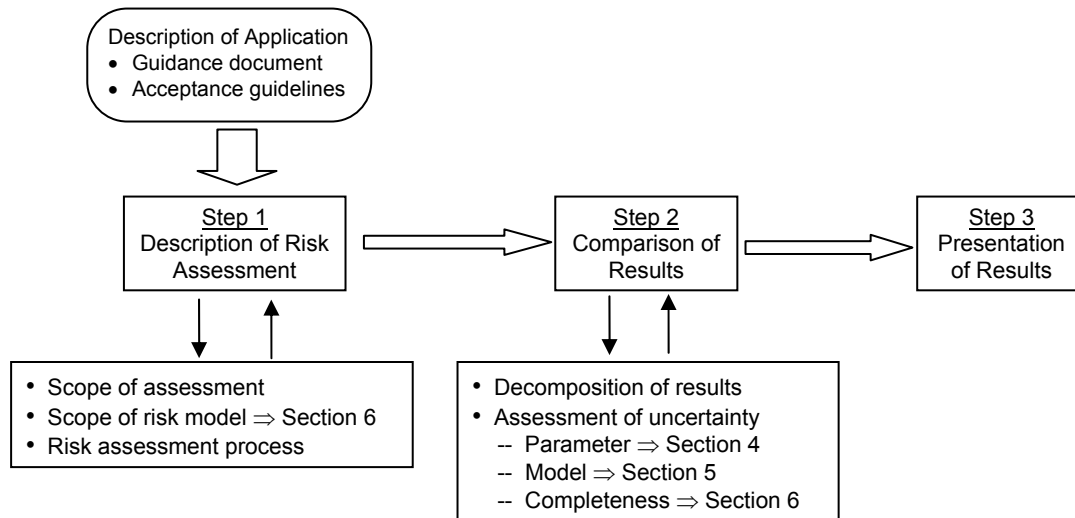 Description of Application
• Guidance document
• Acceptance guidelines
Step 1
Description of Risk
Assessment
Step 2
Comparison of
Results
Step 3
Presentation
of Results
• Scope of assessment
• Scope of risk model ⇒ Section 6
• Risk assessment process
• Decomposition of results
• Assessment of uncertainty
-- Parameter ⇒ Section 4
-- Model ⇒ Section 5
-- Completeness ⇒ Section 6